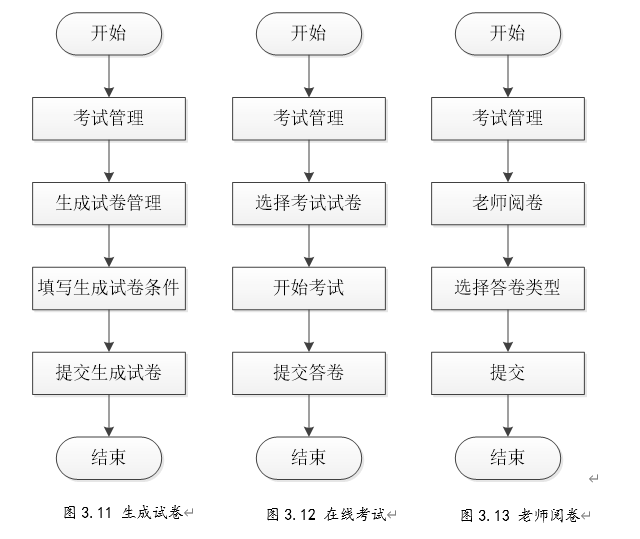 开始
考试管理
生成试卷管理
填写生成试卷条件
提交生成试卷
结束
图 3.11 生成试卷
开始
考试管理
选择考试试卷
开始考试
提交答卷
结束
图 3.12 在线考试
开始
考试管理
老师阅卷
选择答卷类型
提交
结束
图 3.13 老师阅卷